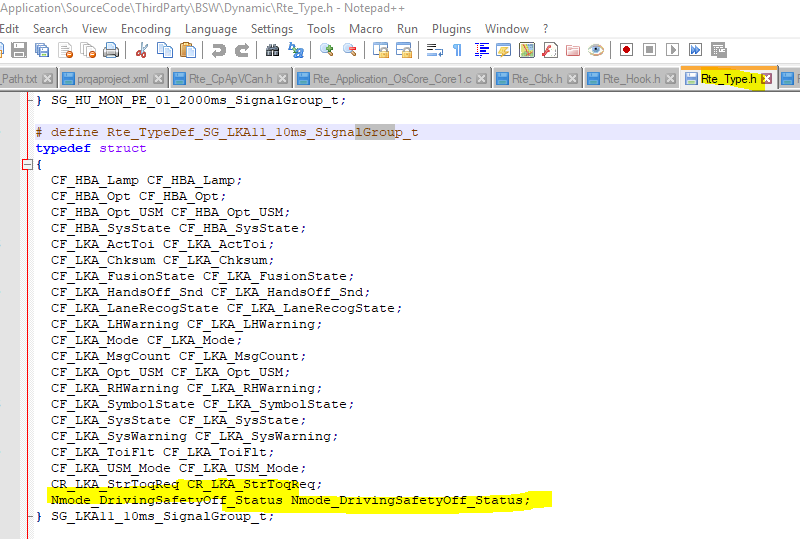 Application\SourceCode\ThirdParty\BSW\Dynamic\Rte_Type.h - Notepad++
Edit Search View Encoding Language Settings Tools Macro Run Plugins Window ?
_Path.txt prqaproject.xml Rte_CpApVCan.h Rte_Application_OsCore_Core1.c Rte_Cbk.h Rte_Hook.h Rte_Type.h
} SG_HU_MON_PE_01_2000ms_SignalGroup_t;
# define Rte_TypeDef_SG_LKA11_10ms_SignalGroup_t
typedef struct
{
CF_HBA_Lamp CF_HBA_Lamp;
CF_HBA_Opt CF_HBA_Opt;
CF_HBA_Opt_USM CF_HBA_Opt_USM;
CF_HBA_SysState CF_HBA_SysState;
CF_LKA_ActToi CF_LKA_ActToi;
CF_LKA_Chksum CF_LKA_Chksum;
CF_LKA_FusionState CF_LKA_FusionState;
CF_LKA_HandsOff_Snd CF_LKA_HandsOff_Snd;
CF_LKA_LaneRecogState CF_LKA_LaneRecogState;
CF_LKA_LHWarning CF_LKA_LHWarning;
CF_LKA_Mode CF_LKA_Mode;
CF_LKA_MsgCount CF_LKA_MsgCount;
CF_LKA_Opt_USM CF_LKA_Opt_USM;
CF_LKA_RHWarning CF_LKA_RHWarning;
CF_LKA_SymbolState CF_LKA_SymbolState;
CF_LKA_SysState CF_LKA_SysState;
CF_LKA_SysWarning CF_LKA_SysWarning;
CF_LKA_ToiFlt CF_LKA_ToiFlt;
CF_LKA_USM_Mode CF_LKA_USM_Mode;
CR_LKA_StrToqReq CR_LKA_StrToqReq;
Nmode_DrivingSafetyOff_Status Nmode_DrivingSafetyOff_Status;
} SG_LKA11_10ms_SignalGroup_t;